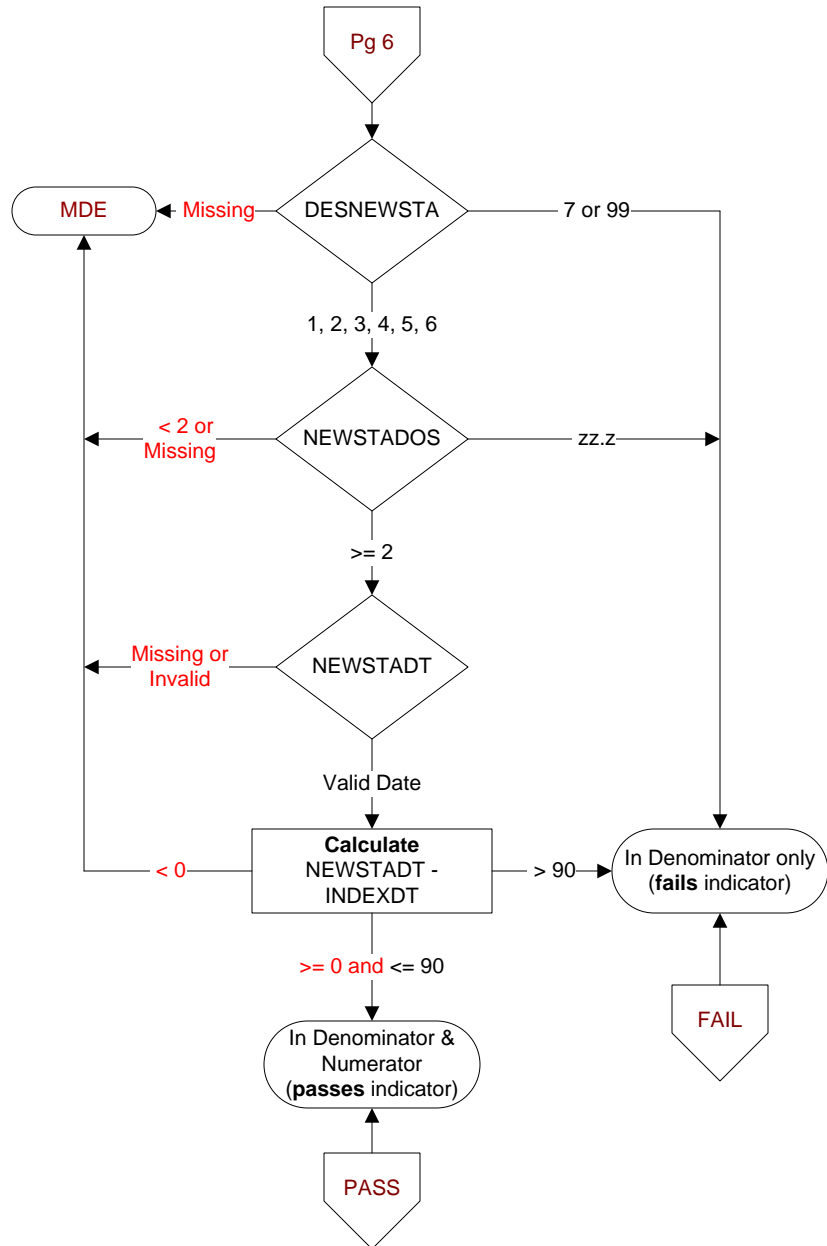 Pg 6
MDE
Missing
DESNEWSTA
7 or 99
1, 2, 3, 4, 5, 6
< 2 or
Missing
NEWSTADOS
zz.z
>= 2
Missing or
Invalid
NEWSTADT
Valid Date
< 0
Calculate
NEWSTADT -
INDEXDT
> 90
In Denominator only
(fails indicator)
>= 0 and <= 90
FAIL
In Denominator &
Numerator
(passes indicator)
PASS